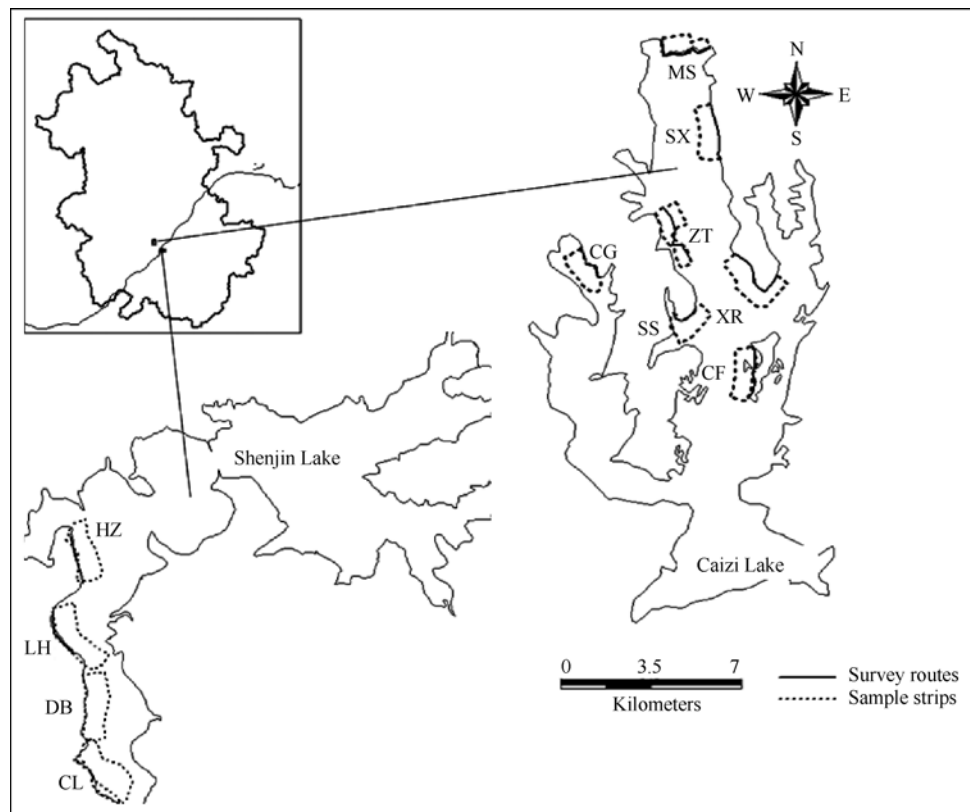 MS
N
W E
S
SX
ZT
CG
XR
SS
CF
Shenjin Lake
HZ
Caizi Lake
LH
0 3.5 7
Kilometers
Survey routes
Sample strips
DB
CL